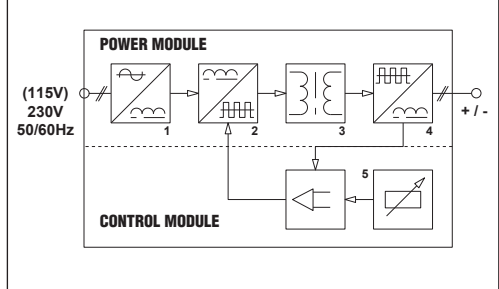 POWER MODULE
(115V)
230V
50/60Hz
1
2
3
4
+ / -
5
CONTROL MODULE